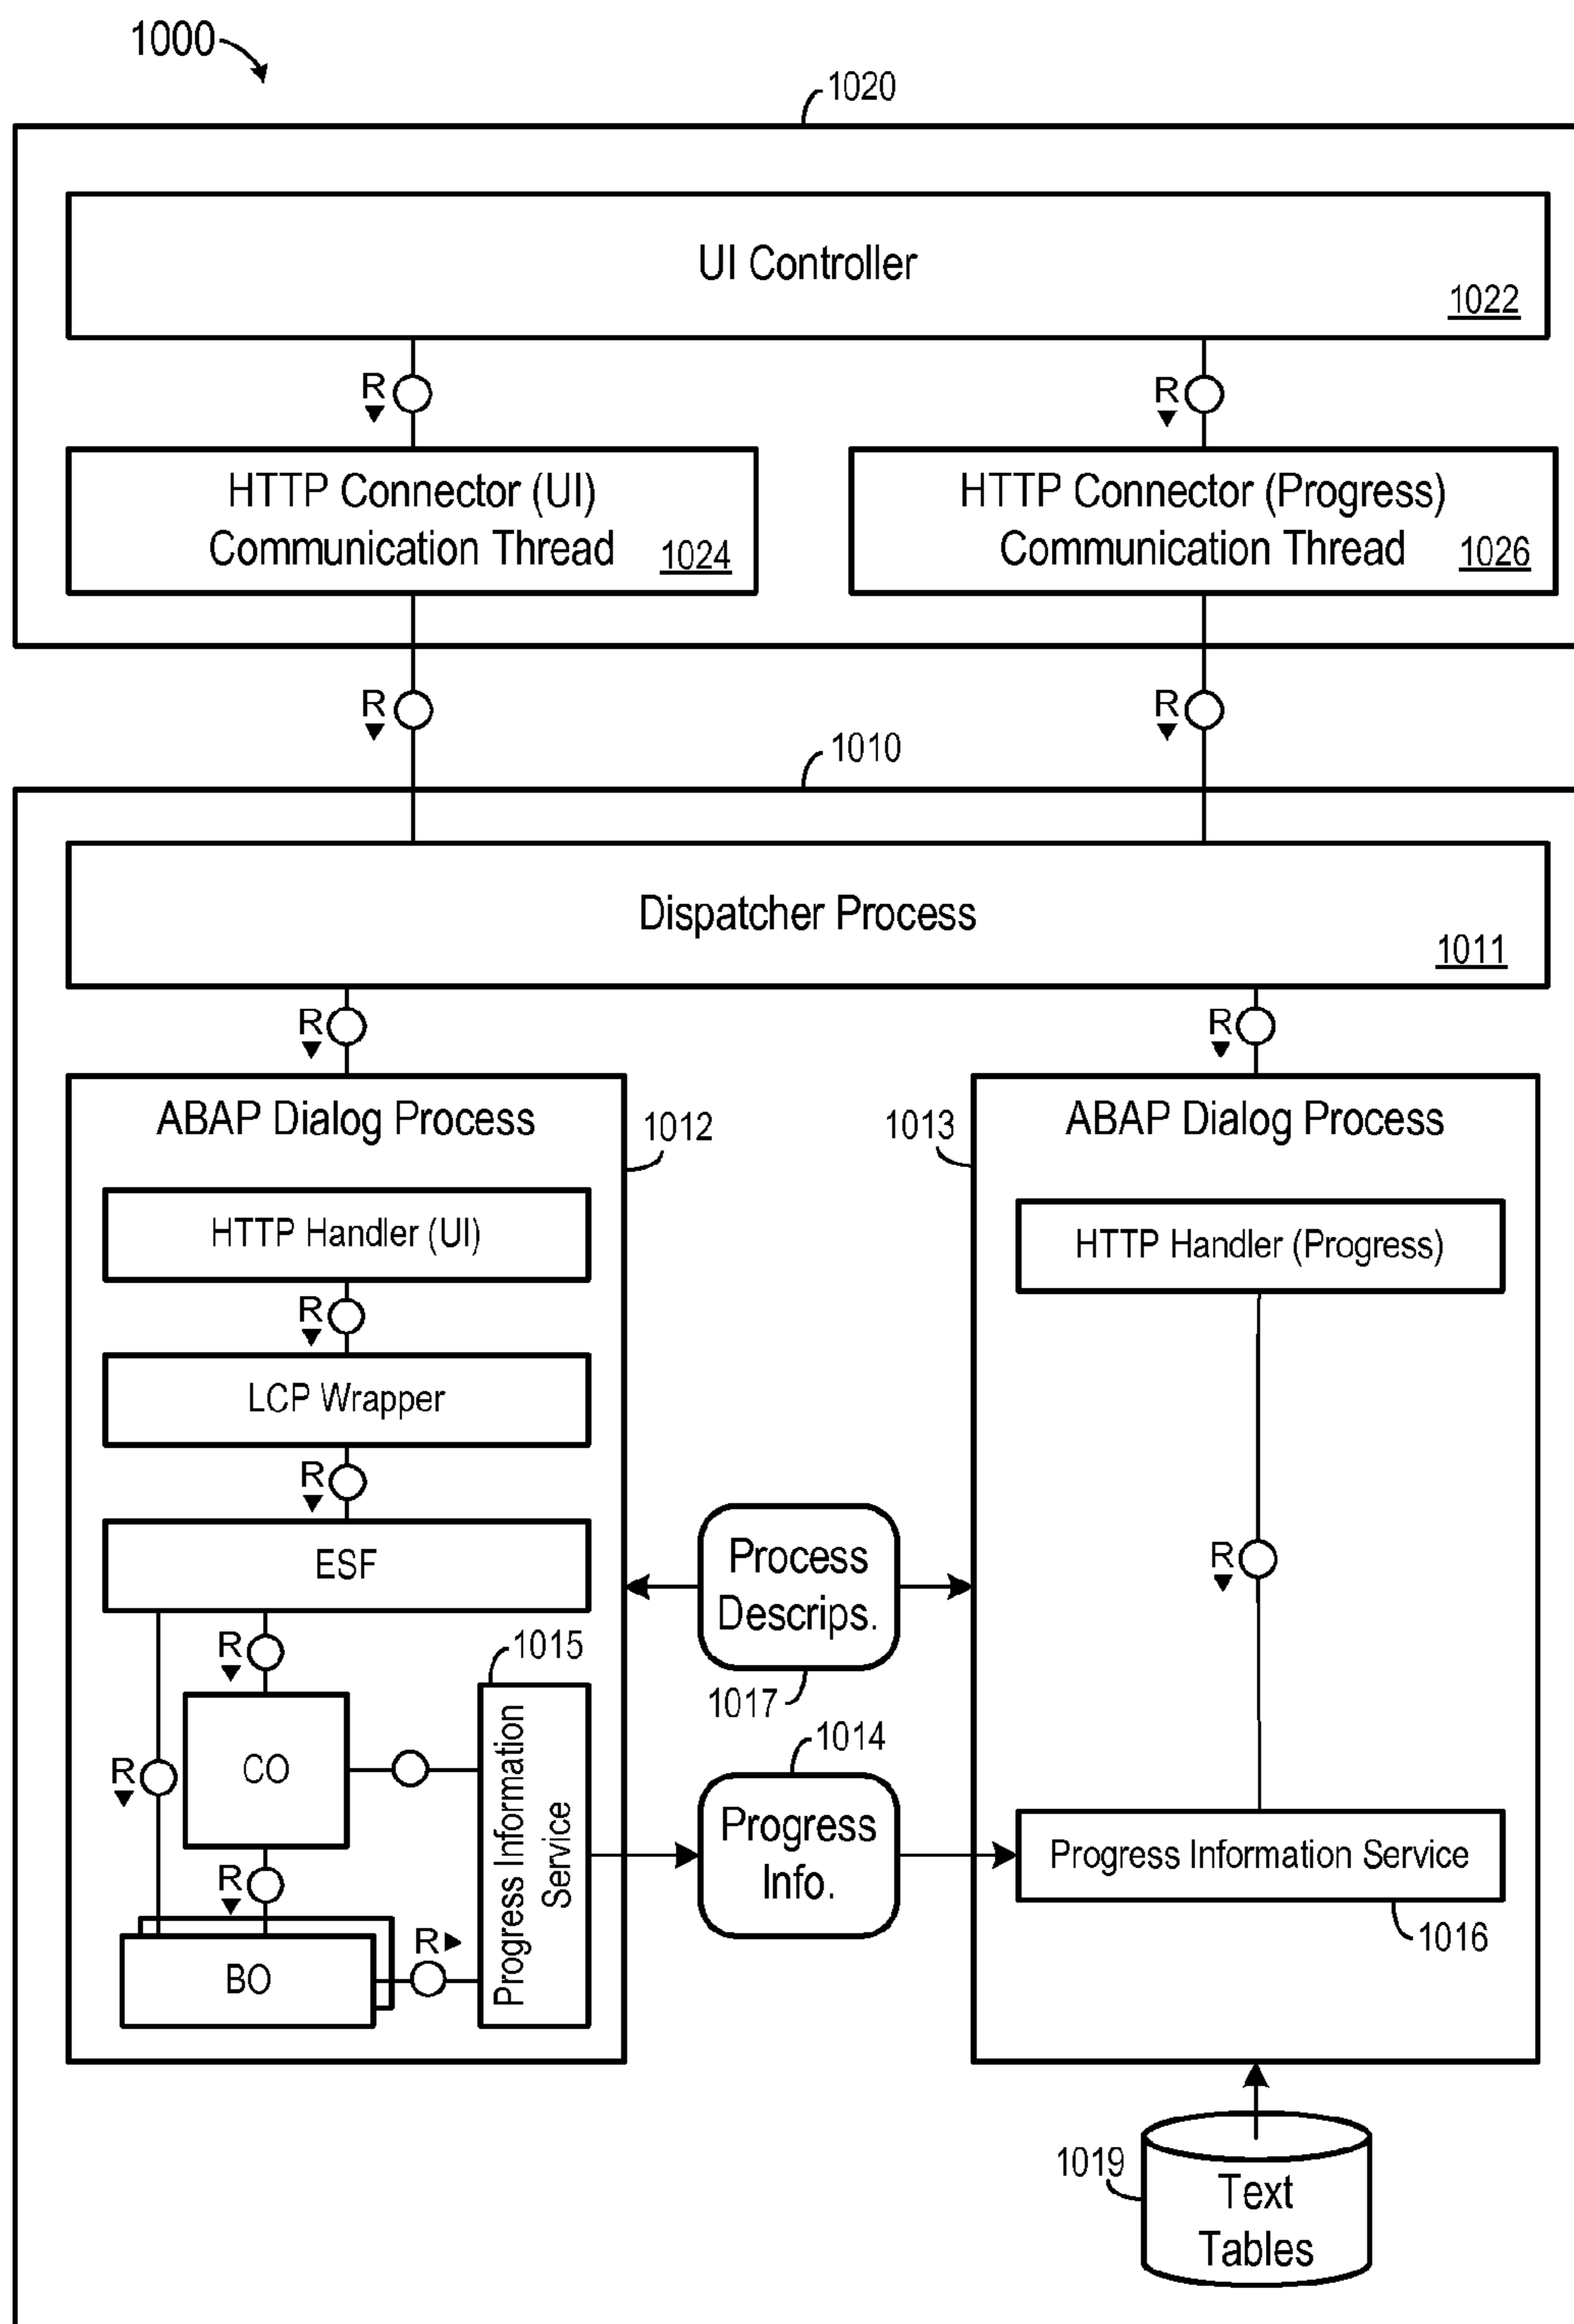 1000
1020
UI Controller
1022
R
R
HTTP Connector (UI)
Communication Thread
1024
HTTP Connector (Progress)
Communication Thread
1026
R
R
1010
Dispatcher Process
1011
R
R
ABAP Dialog Process
1012
1013
ABAP Dialog Process
HTTP Handler (UI)
HTTP Handler (Progress)
R
LCP Wrapper
R
ESF
Process
Descrips.
1017
R
R
1015
R
CO
Progress Information
Service
1014
Progress
Info.
Progress Information Service
1016
R
R
BO
1019
Text
Tables